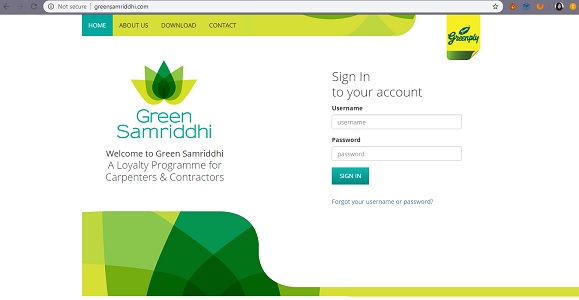 Not secure | greensamriddhi.com
HOME ABOUT US DOWNLOAD CONTACT
Greenply
Green
Samriddhi
Welcome to Green Samriddhi
A Loyalty Programme for
Carpenters & Contractors
Sign In
to your account
Username
username
Password
password
SIGN IN
Forgot your username or password?